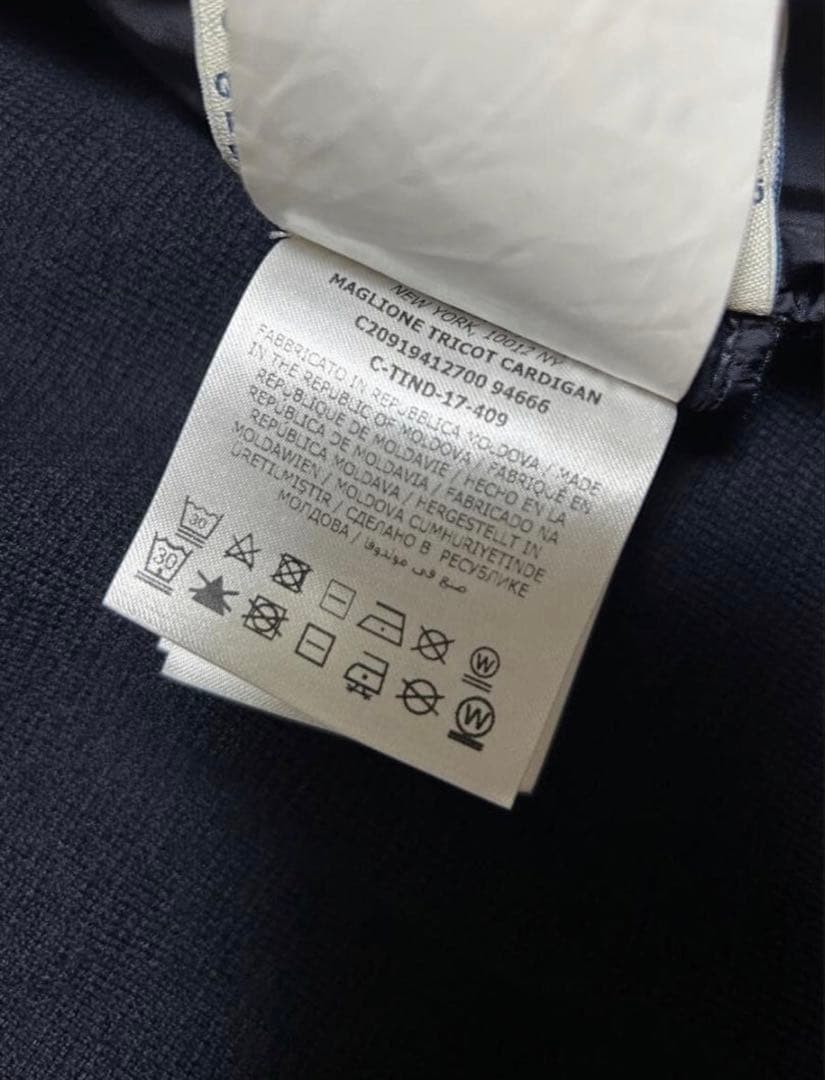 NEW YORK, 10012 NY
MAGLIONE TRICOT CARDIGAN
C20919412700 94666
C-TIND-17-409
FABBRICATO IN REPUBBLICA MOLDOVA / MADE
IN THE REPUBLIC OF MOLDOVA / FABRIQUÉ EN
RÉPUBLIQUE DE MOLDAVIE / HECHO EN LA
REPÚBLICA DE MOLDAVIA / FABRICADO NA
REPÚBLICA MOLDAVA / HERGESTELLT IN
MOLDAWIEN / MOLDOVA CUMHURIYETINDE
ÜRETILMIŞTIR / СДЕЛАНО В РЕСПУБЛИКЕ
МОЛДОВА / صنع في مولدوفا
30
W
30
W